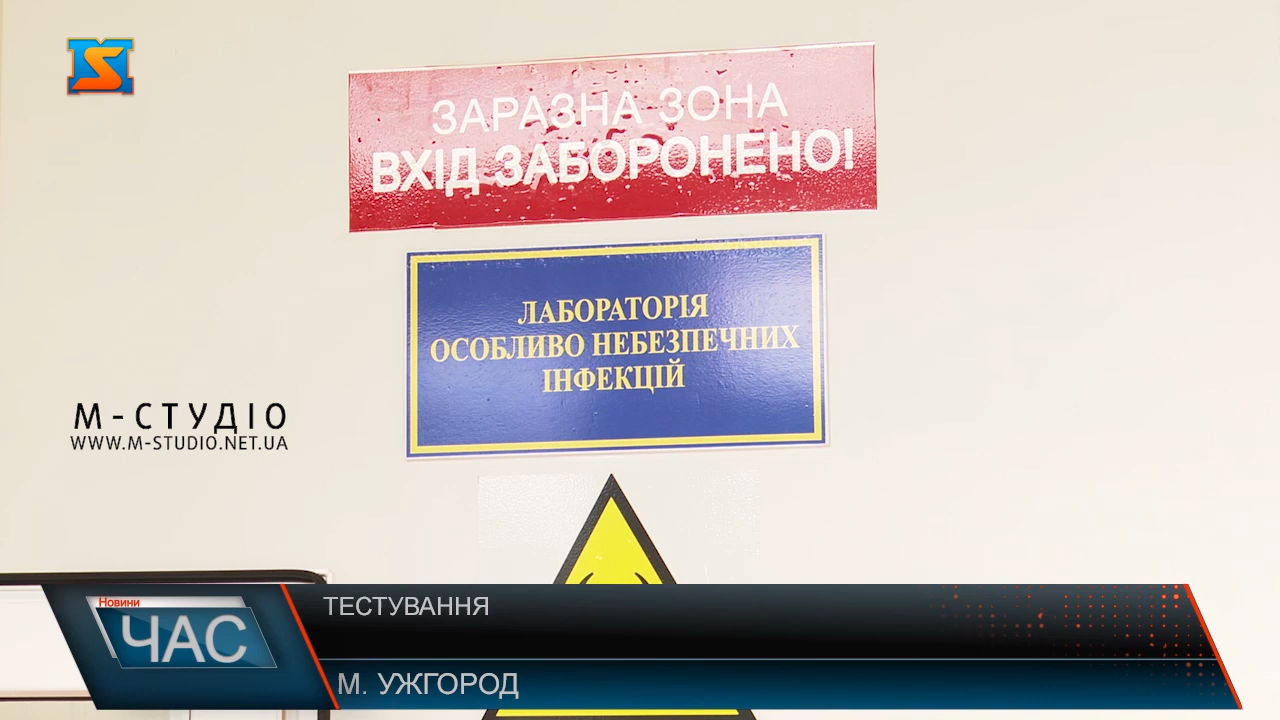 ЗАРАЗНА ЗОНА
ВХІД ЗАБОРОНЕНО!
ЛАБОРАТОРІЯ
ОСОБЛИВО НЕБЕЗПЕЧНИХ
ІНФЕКЦІЙ
М-СТУДІО
WWW.M-STUDIO.NET.UA
Новини
ЧАС
ТЕСТУВАННЯ
М. УЖГОРОД